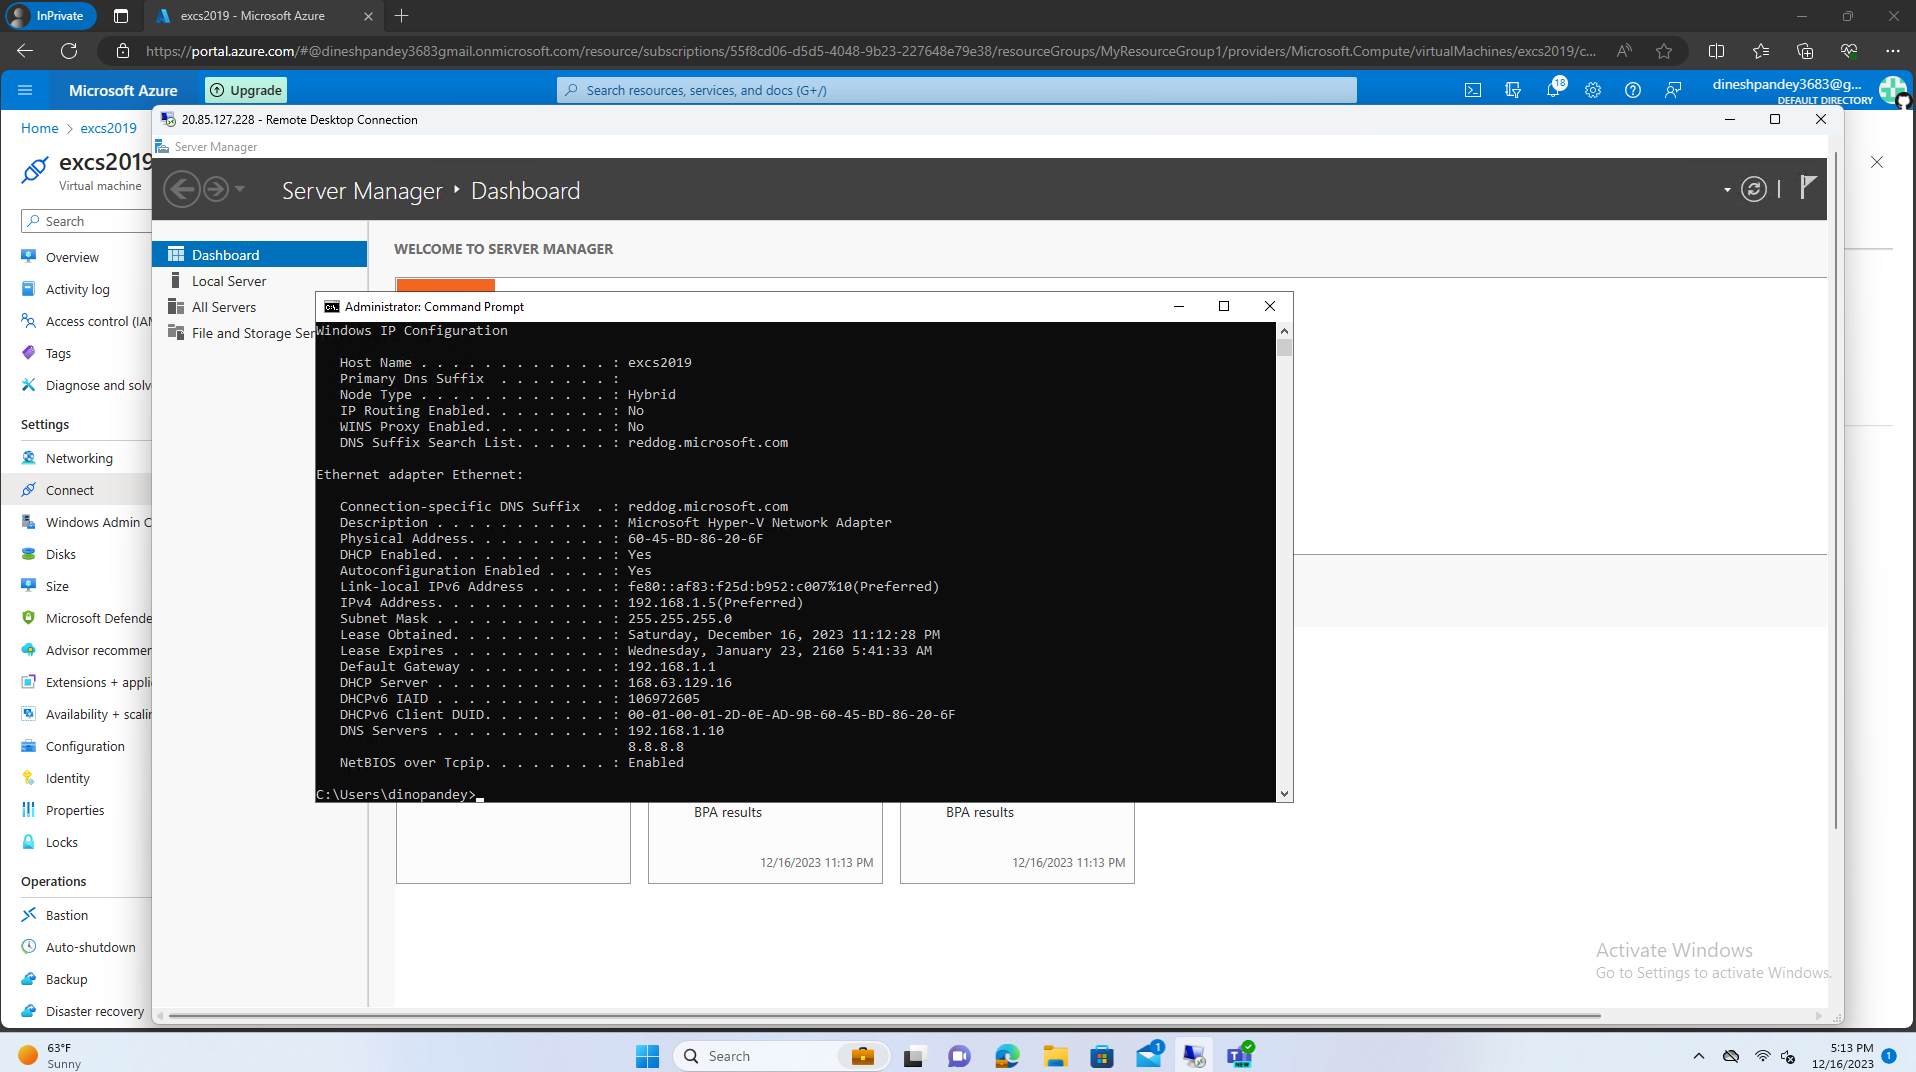 InPrivate
excs2019 - Microsoft Azure
https://portal.azure.com/#@dineshpandey3683gmail.onmicrosoft.com/resource/subscriptions/55f8cd06-d5d5-4048-9b23-227648e79e38/resourceGroups/MyResourceGroup1/providers/Microsoft.Compute/virtualMachines/excs2019/c...
Microsoft Azure
Upgrade
Search resources, services, and docs (G+/)
18
dineshpandey3683@g...
DEFAULT DIRECTORY
Home > excs2019
excs2019
Virtual machine
Search
Overview
Activity log
Access control (IAM
Tags
Diagnose and solv
Settings
Networking
Connect
Windows Admin C
Disks
Size
Microsoft Defende
Advisor recommer
Extensions + appli
Availability + scalin
Configuration
Identity
Properties
Locks
Operations
Bastion
Auto-shutdown
Backup
Disaster recovery
20.85.127.228 - Remote Desktop Connection
Server Manager
Server Manager ‣ Dashboard
Dashboard
Local Server
All Servers
File and Storage Ser
WELCOME TO SERVER MANAGER
Administrator: Command Prompt
Windows IP Configuration
Host Name . . . . . . . . . . . . : excs2019
Primary Dns Suffix  . . . . . . . :
Node Type . . . . . . . . . . . . : Hybrid
IP Routing Enabled. . . . . . . . : No
WINS Proxy Enabled. . . . . . . . : No
DNS Suffix Search List. . . . . . : reddog.microsoft.com
Ethernet adapter Ethernet:
Connection-specific DNS Suffix  . : reddog.microsoft.com
Description . . . . . . . . . . . : Microsoft Hyper-V Network Adapter
Physical Address. . . . . . . . . : 60-45-BD-86-20-6F
DHCP Enabled. . . . . . . . . . . : Yes
Autoconfiguration Enabled . . . . : Yes
Link-local IPv6 Address . . . . . : fe80::af83:f25d:b952:c007%10(Preferred)
IPv4 Address. . . . . . . . . . . : 192.168.1.5(Preferred)
Subnet Mask . . . . . . . . . . . : 255.255.255.0
Lease Obtained. . . . . . . . . . : Saturday, December 16, 2023 11:12:28 PM
Lease Expires . . . . . . . . . . : Wednesday, January 23, 2160 5:41:33 AM
Default Gateway . . . . . . . . . : 192.168.1.1
DHCP Server . . . . . . . . . . . : 168.63.129.16
DHCPv6 IAID . . . . . . . . . . . : 106972605
DHCPv6 Client DUID. . . . . . . . : 00-01-00-01-2D-0E-AD-9B-60-45-BD-86-20-6F
DNS Servers . . . . . . . . . . . : 192.168.1.10
8.8.8.8
NetBIOS over Tcpip. . . . . . . . : Enabled
C:\Users\dinopandey>
BPA results
BPA results
12/16/2023 11:13 PM
12/16/2023 11:13 PM
Activate Windows
Go to Settings to activate Windows.
63°F
Sunny
Search
1
NEW
5:13 PM
12/16/2023
1